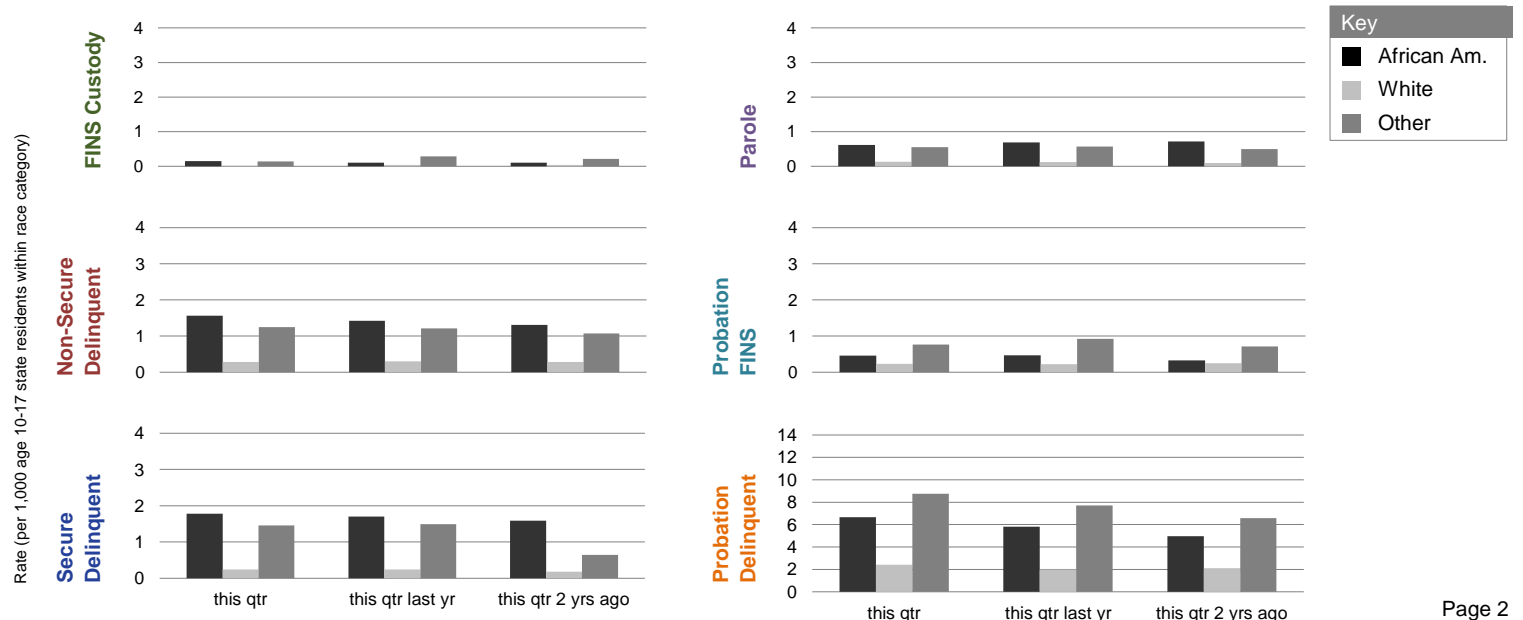 Rate (per 1,000 age 10-17 state residents within race category)
FINS Custody
4
3
2
1
0
Parole
4
3
2
1
0
Key
African Am.
White
Other
Non-Secure
Delinquent
4
3
2
1
0
Probation
FINS
4
3
2
1
0
Secure
Delinquent
4
3
2
1
0
this qtr
this qtr last yr
this qtr 2 yrs ago
Probation
Delinquent
14
12
10
8
6
4
2
0
this qtr
this qtr last yr
this qtr 2 yrs ago
Page 2